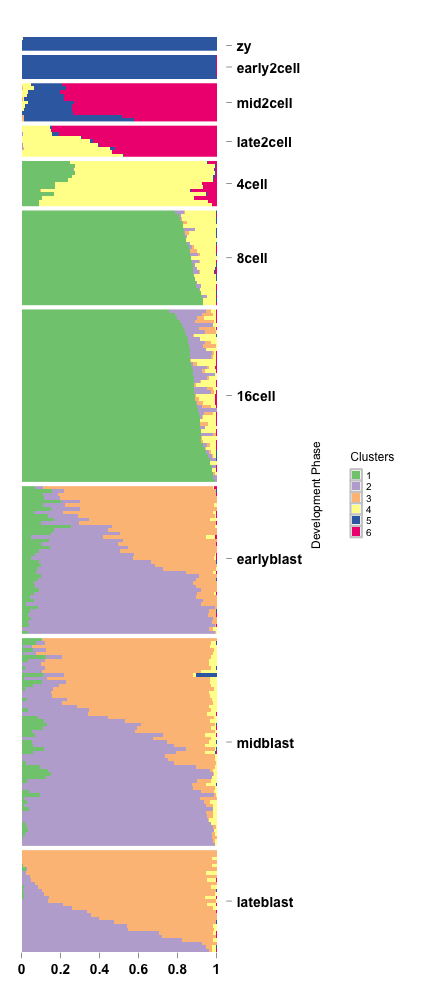 zy
early2cell
mid2cell
late2cell
4cell
8cell
16cell
earlyblast
midblast
lateblast
Development Phase
Clusters
1
2
3
4
5
6
0 0.2 0.4 0.6 0.8 1